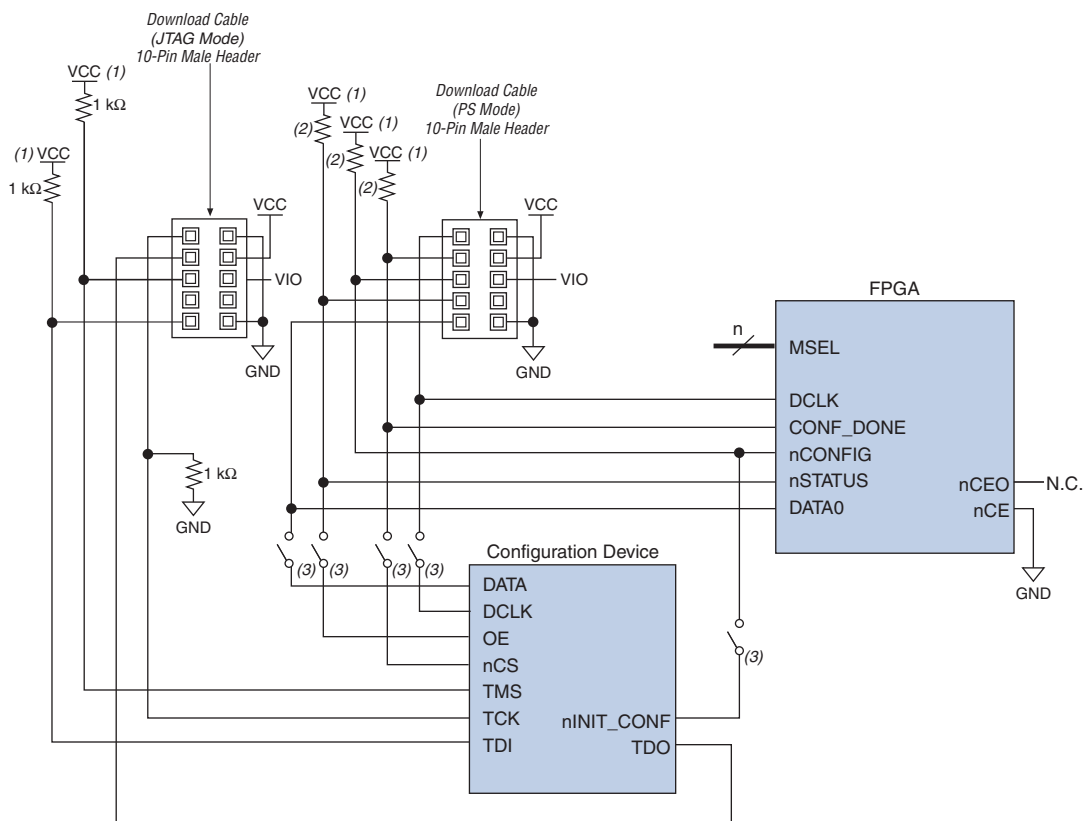 Download Cable
(JTAG Mode)
10-Pin Male Header
VCC (1)
1 kΩ
(1) VCC
1 kΩ
VCC
VIO
GND
1 kΩ
GND
Download Cable
(PS Mode)
10-Pin Male Header
VCC (1)
(2)
VCC (1)
(2)
VCC (1)
(2)
VCC
VIO
GND
FPGA
n
MSEL
DCLK
CONF_DONE
nCONFIG
nSTATUS
DATA0
nCEO
N.C.
nCE
GND
(3)
(3)
(3)
(3)
(3)
Configuration Device
DATA
DCLK
OE
nCS
TMS
TCK
TDI
nINIT_CONF
TDO